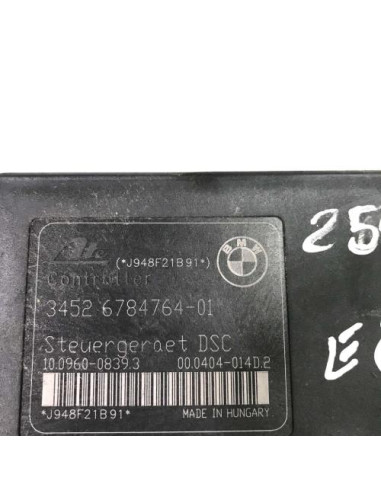 Ate
(*J948F21B91*)
BMW
Controller
3452 6784764-01
Steuergeraet DSC
10.0960-0839.3 00.0404-014D.2
*J948F21B91*
MADE IN HUNGARY
25
E